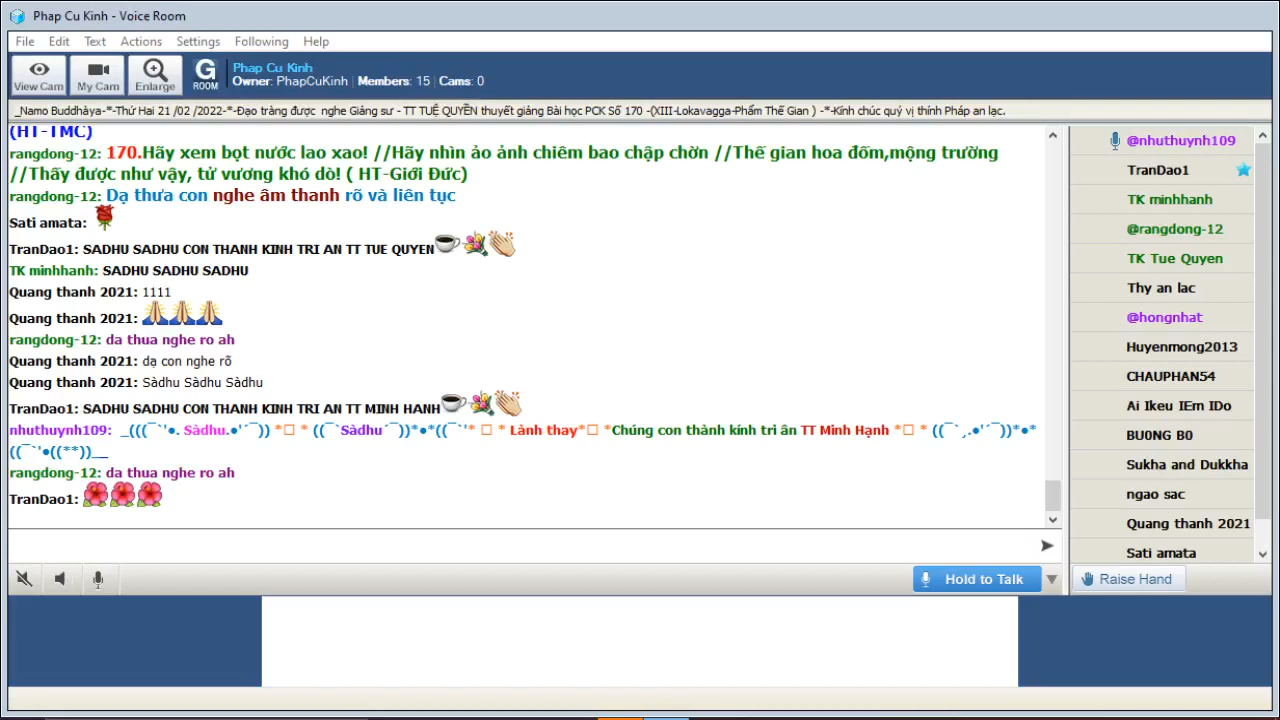 Phap Cu Kinh - Voice Room
File Edit Text Actions Settings Following Help
View Cam My Cam Enlarge G ROOM
Phap Cu Kinh
Owner: PhapCuKinh | Members: 15 | Cams: 0
_Namo Buddhàya-*-Thứ Hai 21 /02 /2022-*-Đạo tràng được nghe Giảng sư - TT TUỆ QUYỀN thuyết giảng Bài học PCK Số 170 -(XIII-Lokavagga-Phẩm Thế Gian ) -*-Kính chúc quý vị thính Pháp an lạc.
(HT-TMC)
rangdong-12: 170.Hãy xem bọt nước lao xao! //Hãy nhìn ảo ảnh chiêm bao chập chờn //Thế gian hoa đốm,mộng trường
//Thấy được như vậy, tử vương khó dò! ( HT-Giới Đức)
rangdong-12: Dạ thưa con nghe âm thanh rõ và liên tục
Sati amata:
TranDao1: SADHU SADHU CON THANH KINH TRI AN TT TUE QUYEN
TK minhhanh: SADHU SADHU SADHU
Quang thanh 2021: 1111
Quang thanh 2021:
rangdong-12: da thua nghe ro ah
Quang thanh 2021: dạ con nghe rõ
Quang thanh 2021: Sàdhu Sàdhu Sàdhu
TranDao1: SADHU SADHU CON THANH KINH TRI AN TT MINH HANH
nhuthuynh109: _(((¯`'•. Sàdhu.•'´¯)) *□ * ((¯`Sàdhu´¯))*•*((¯`'* □ * Lành thay*□ *Chúng con thành kính tri ân TT Minh Hạnh *□ * ((¯`¸.•'´¯))*•*
((¯`'•((**))__
rangdong-12: da thua nghe ro ah
TranDao1:
@nhuthuynh109
TranDao1
TK minhhanh
@rangdong-12
TK Tue Quyen
Thy an lac
@hongnhat
Huyenmong2013
CHAUPHAN54
Ai Ikeu IEm IDo
BU0NG B0
Sukha and Dukkha
ngao sac
Quang thanh 2021
Sati amata
Hold to Talk
Raise Hand